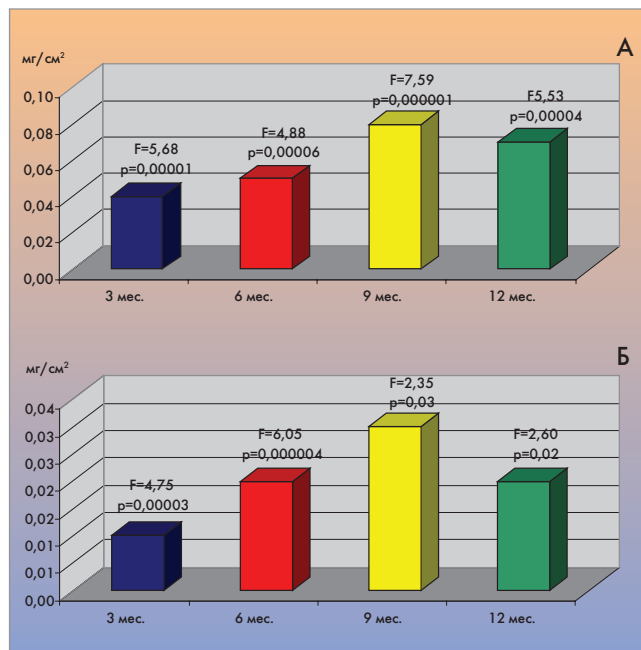 А
мг/см²
0,10
0,08
0,06
0,04
0,02
0,00
F=5,68
p=0,00001
F=4,88
p=0,00006
F=7,59
p=0,000001
F5,53
p=0,00004
3 мес. 6 мес. 9 мес. 12 мес.
Б
мг/см²
0,04
0,03
0,03
0,02
0,02
0,01
0,01
0,00
F=4,75
p=0,00003
F=6,05
p=0,000004
F=2,35
p=0,03
F=2,60
p=0,02
3 мес. 6 мес. 9 мес. 12 мес.